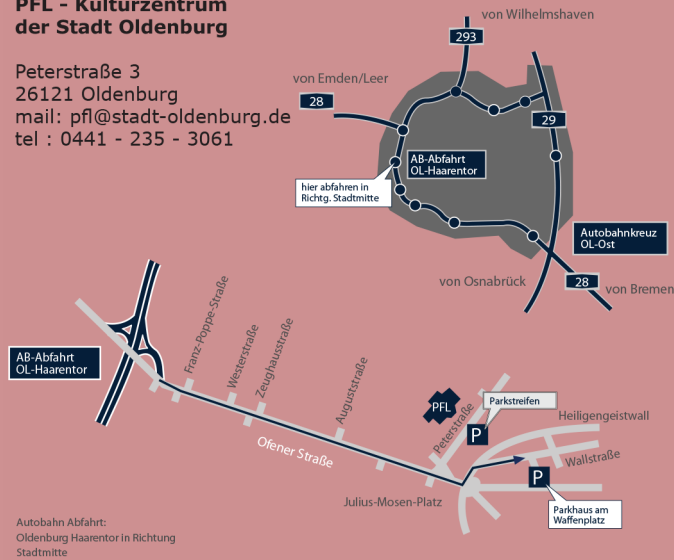 PFL - Kulturzentrum
der Stadt Oldenburg
Peterstraße 3
26121 Oldenburg
mail: pfl@stadt-oldenburg.de
tel : 0441 - 235 - 3061
von Wilhelmshaven
293
von Emden/Leer
28
29
AB-Abfahrt
OL-Haarentor
hier abfahren in
Richtg. Stadtmitte
Autobahnkreuz
OL-Ost
von Osnabrück
28
von Bremen
AB-Abfahrt
OL-Haarentor
Franz-Poppe-Straße
Westerstraße
Zeughausstraße
Auguststraße
Ofener Straße
PFL
Peterstraße
Parkstreifen
P
Heiligengeistwall
Wallstraße
P
Julius-Mosen-Platz
Parkhaus am
Waffenplatz
Autobahn Abfahrt:
Oldenburg Haarentor in Richtung
Stadtmitte